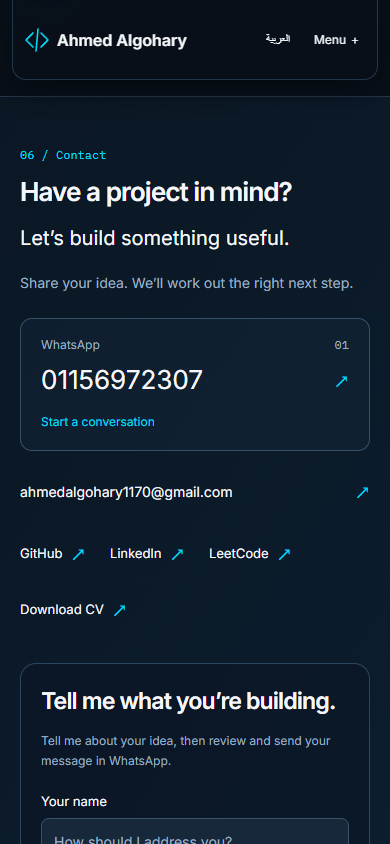 </> Ahmed Algohary
العربية
Menu +
06 / Contact
Have a project in mind?
Let’s build something useful.
Share your idea. We’ll work out the right next step.
WhatsApp
01
01156972307
↗
Start a conversation
ahmedalgohary1170@gmail.com ↗
GitHub ↗ LinkedIn ↗ LeetCode ↗
Download CV ↗
Tell me what you’re building.
Tell me about your idea, then review and send your
message in WhatsApp.
Your name
How should I address you?